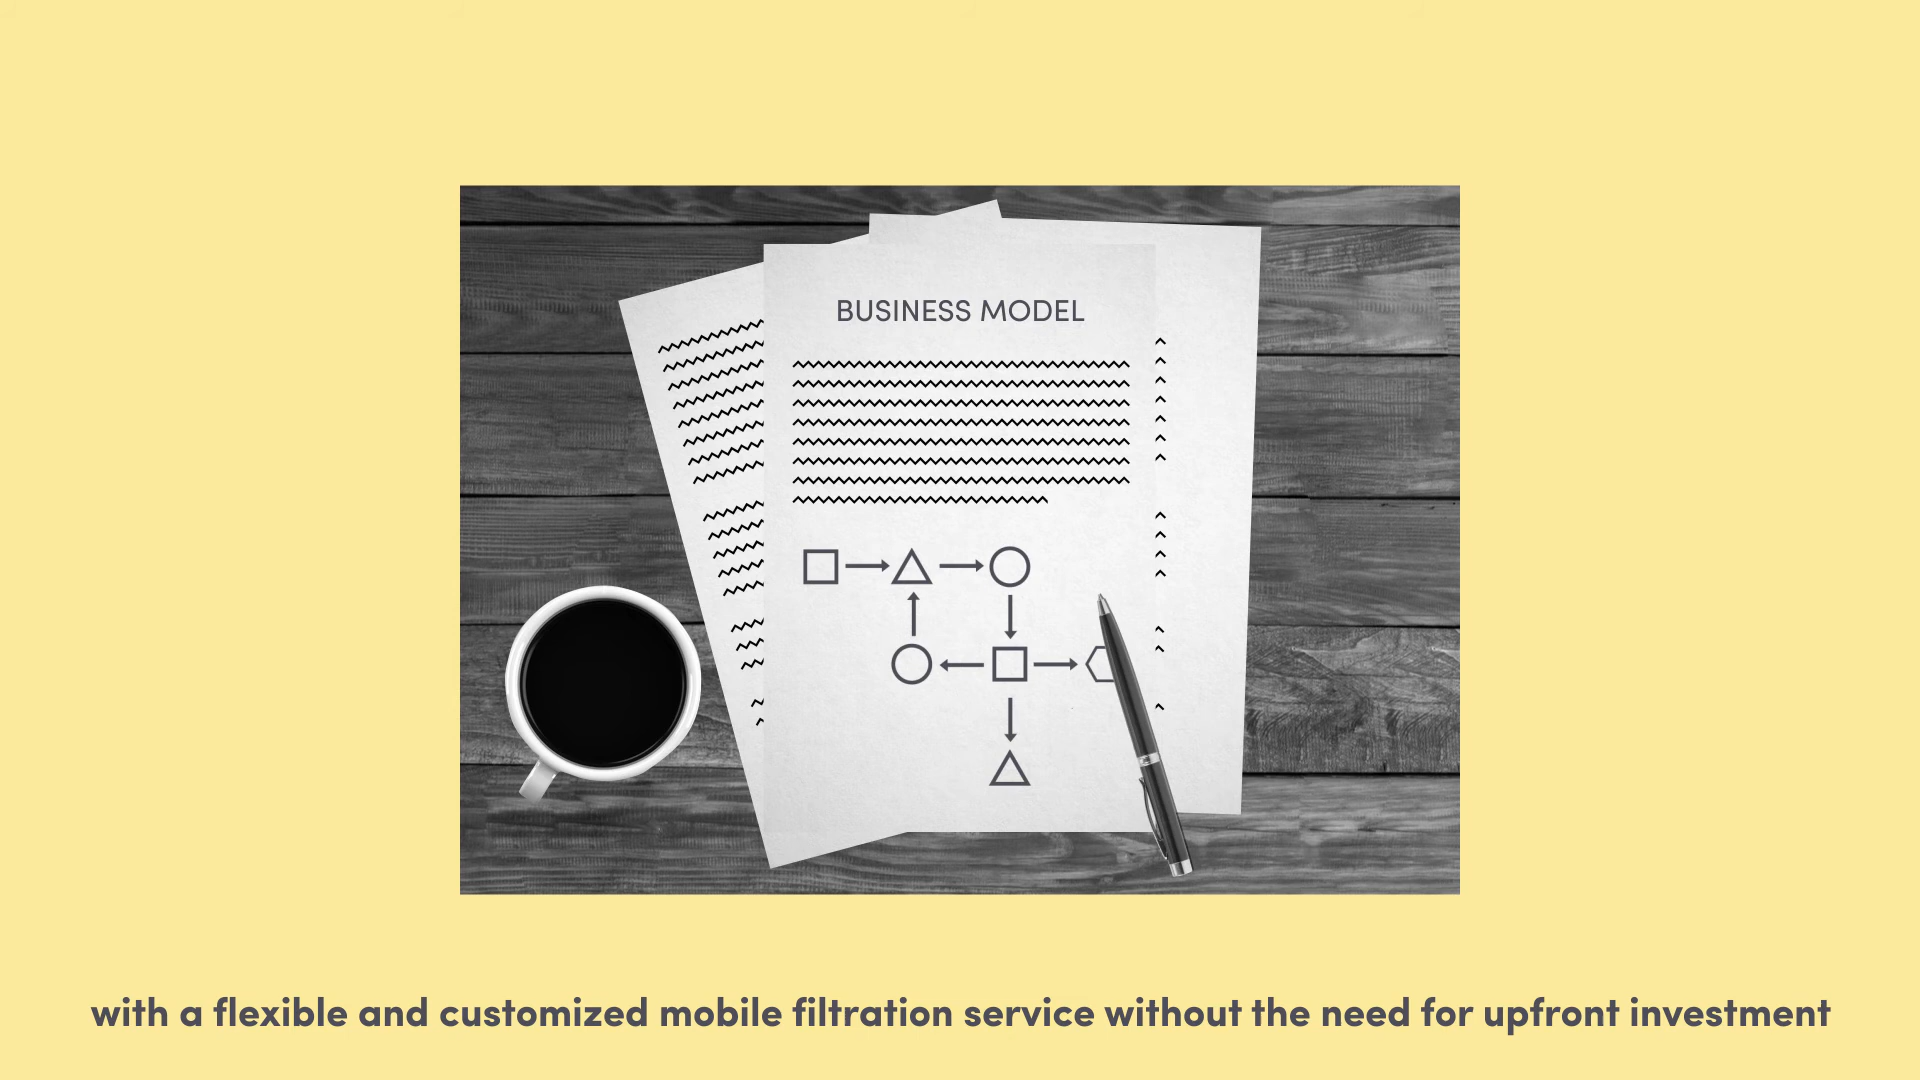 BUSINESS MODEL
with a flexible and customized mobile filtration service without the need for upfront investment